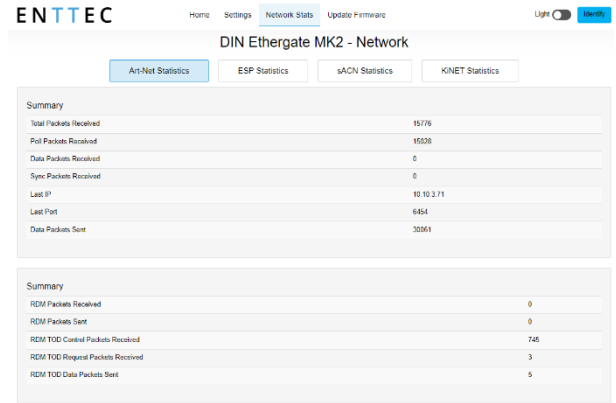 ENTTEC Home Settings Network Stats Update Firmware Light Identify
DIN Ethergate MK2 - Network
Art-Net Statistics ESP Statistics sACN Statistics KiNET Statistics
Summary
Total Packets Received 15776
Poll Packets Received 15028
Data Packets Received 0
Sync Packets Received 0
Last IP 10.10.3.71
Last Port 6454
Data Packets Sent 30061
Summary
RDM Packets Received 0
RDM Packets Sent 0
RDM TOD Control Packets Received 745
RDM TOD Request Packets Received 3
RDM TOD Data Packets Sent 5